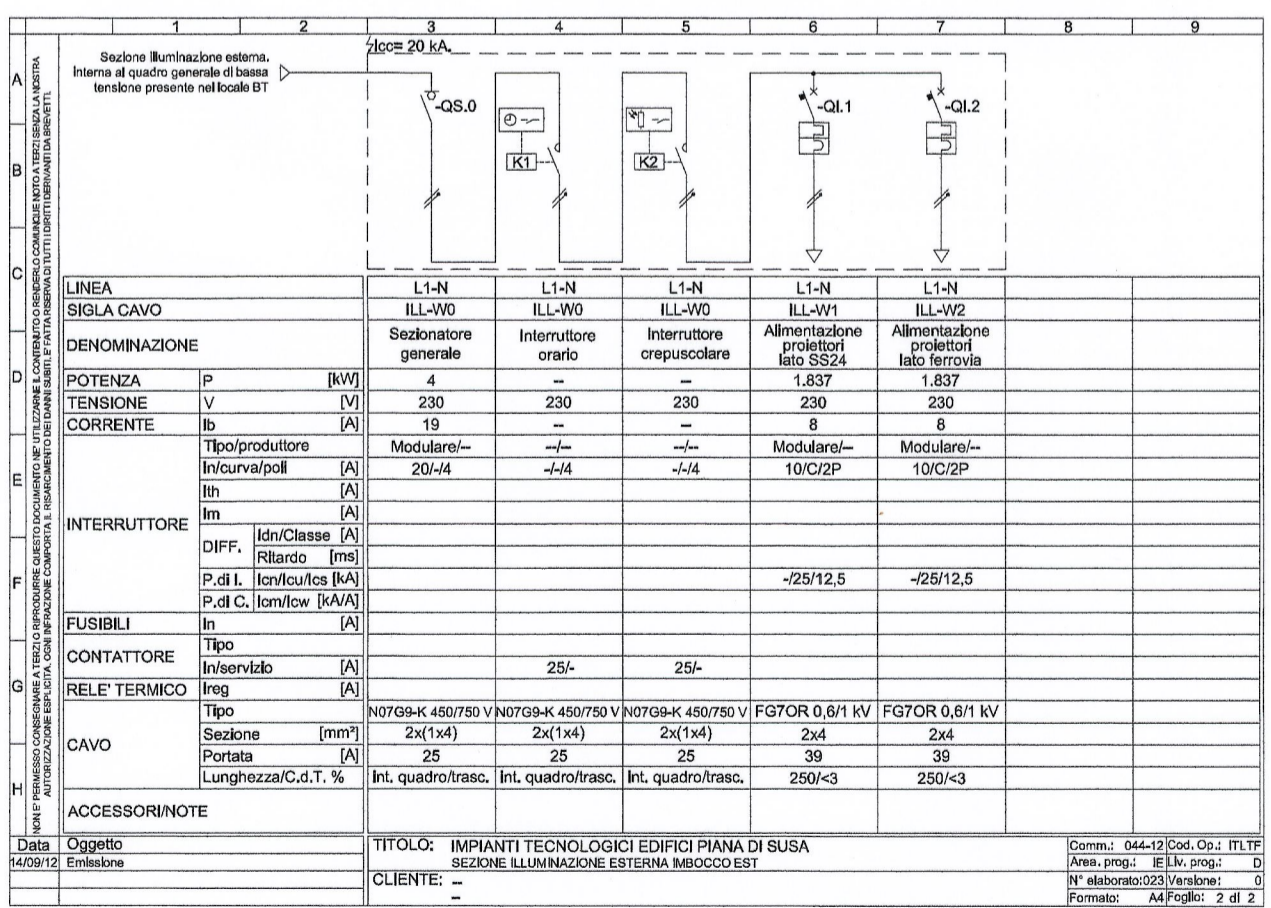 1 2 3 4 5 6 7 8 9
A
B
C
D
E
F
G
H
NON E' PERMESSO CONSEGNARE A TERZI O RIPRODURRE QUESTO DOCUMENTO NE' UTILIZZARNE IL CONTENUTO O RENDERLO COMUNQUE NOTO A TERZI SENZA LA NOSTRA
AUTORIZZAZIONE ESPLICITA. OGNI INFRAZIONE COMPORTA IL RISARCIMENTO DEI DANNI SUBITI. E' FATTA RISERVA DI TUTTI I DIRITTI DERIVANTI DA BREVETTI.
Sezione illuminazione esterna.
Interna al quadro generale di bassa
tensione presente nel locale BT
Icc= 20 kA.
-QS.0
K1
K2
-QI.1
-QI.2
LINEA L1-N L1-N L1-N L1-N L1-N
SIGLA CAVO ILL-W0 ILL-W0 ILL-W0 ILL-W1 ILL-W2
DENOMINAZIONE
Sezionatore
generale
Interruttore
orario
Interruttore
crepuscolare
Alimentazione
proiettori
lato SS24
Alimentazione
proiettori
lato ferrovia
POTENZA P [kW] 4 -- -- 1.837 1.837
TENSIONE V [V] 230 230 230 230 230
CORRENTE Ib [A] 19 -- -- 8 8
INTERRUTTORE
Tipo/produttore Modulare/-- --/-- --/-- Modulare/-- Modulare/--
In/curva/poli [A] 20/-/4 -/-/4 -/-/4 10/C/2P 10/C/2P
Ith [A]
Im [A]
DIFF. Idn/Classe [A]
Ritardo [ms]
P.di I. Icn/Icu/Ics [kA] -/25/12,5 -/25/12,5
P.di C. Icm/Icw [kA/A]
FUSIBILI In [A]
CONTATTORE Tipo
In/servizio [A] 25/- 25/-
RELE' TERMICO Ireg [A]
CAVO
Tipo N07G9-K 450/750 V N07G9-K 450/750 V N07G9-K 450/750 V FG7OR 0,6/1 kV FG7OR 0,6/1 kV
Sezione [mm²] 2x(1x4) 2x(1x4) 2x(1x4) 2x4 2x4
Portata [A] 25 25 25 39 39
Lunghezza/C.d.T. % Int. quadro/trasc. Int. quadro/trasc. Int. quadro/trasc. 250/<3 250/<3
ACCESSORI/NOTE
Data Oggetto
14/09/12 Emissione
TITOLO: IMPIANTI TECNOLOGICI EDIFICI PIANA DI SUSA
SEZIONE ILLUMINAZIONE ESTERNA IMBOCCO EST
CLIENTE: --
--
Comm.: 044-12 Cod. Op.: ITLTF
Area. prog.: IE Liv. prog.: D
N° elaborato:023 Versione: 0
Formato: A4 Foglio: 2 di 2